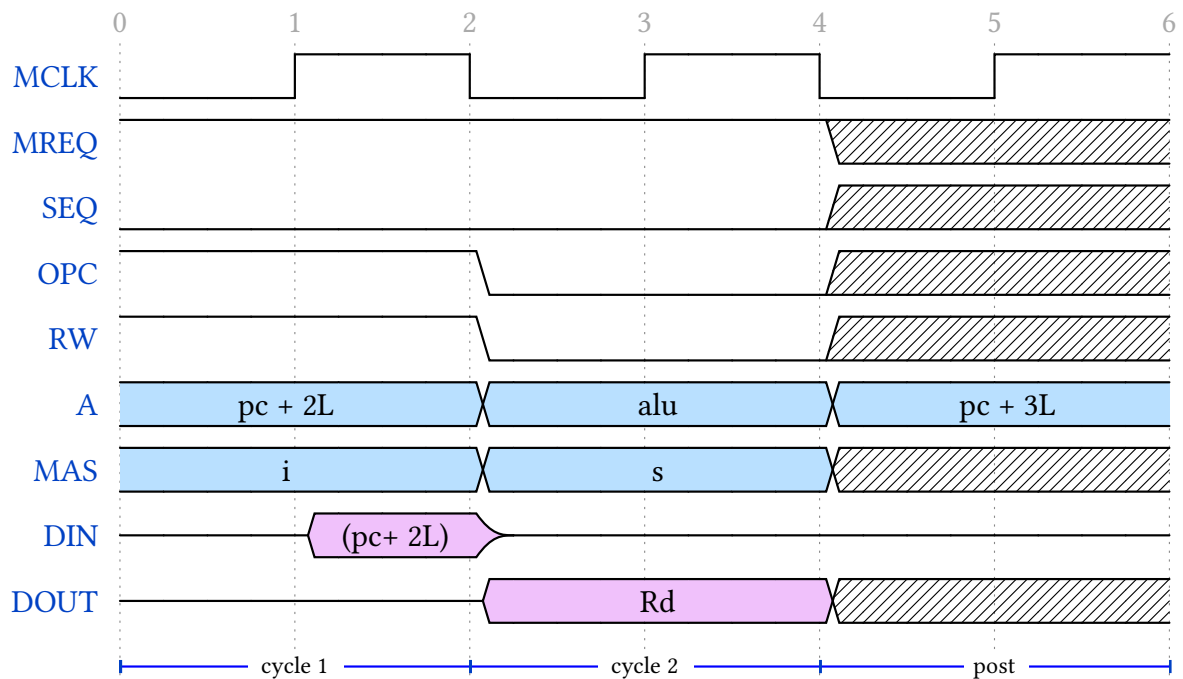 0 1 2 3 4 5 6
MCLK
MREQ
SEQ
OPC
RW
A pc + 2L alu pc + 3L
MAS i s
DIN (pc+ 2L)
DOUT Rd
cycle 1 cycle 2 post